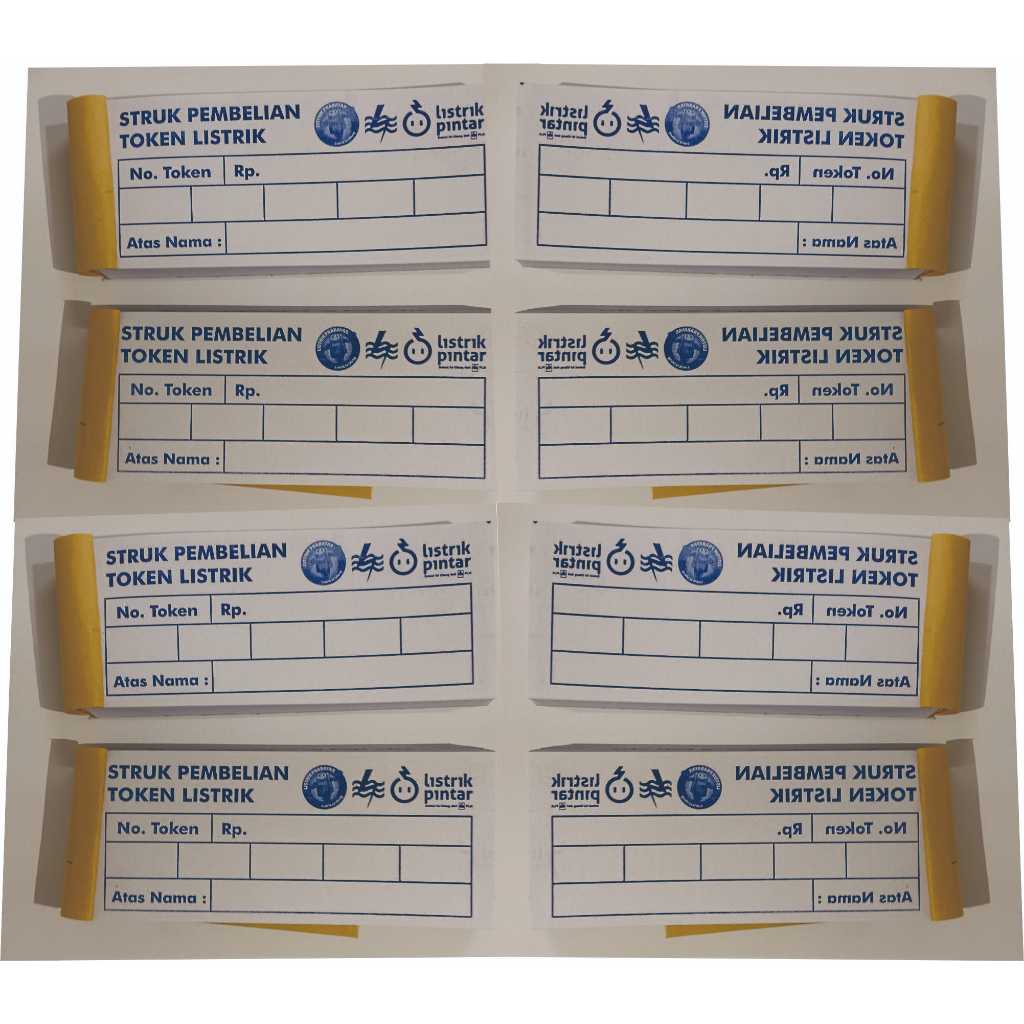 STRUK PEMBELIAN
TOKEN LISTRIK
listrik
pintar
No. Token
Rp.
Atas Nama :
STRUK PEMBELIAN
TOKEN LISTRIK
listrik
pintar
No. Token
Rp.
Atas Nama :
STRUK PEMBELIAN
TOKEN LISTRIK
listrik
pintar
No. Token
Rp.
Atas Nama :
STRUK PEMBELIAN
TOKEN LISTRIK
listrik
pintar
No. Token
Rp.
Atas Nama :
STRUK PEMBELIAN
TOKEN LISTRIK
listrik
pintar
No. Token
Rp.
Atas Nama :
STRUK PEMBELIAN
TOKEN LISTRIK
listrik
pintar
No. Token
Rp.
Atas Nama :
STRUK PEMBELIAN
TOKEN LISTRIK
listrik
pintar
No. Token
Rp.
Atas Nama :
STRUK PEMBELIAN
TOKEN LISTRIK
listrik
pintar
No. Token
Rp.
Atas Nama :